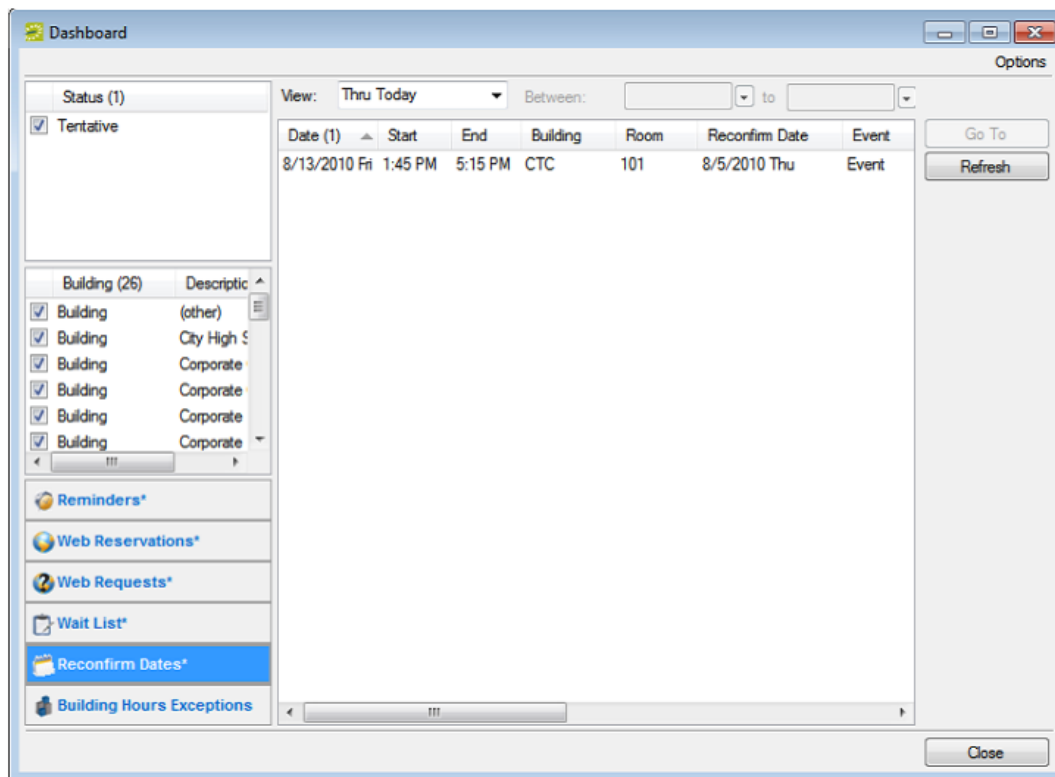 Dashboard
Options
Status (1)
Tentative
View: Thru Today Between: to
Date (1) Start End Building Room Reconfirm Date Event
8/13/2010 Fri 1:45 PM 5:15 PM CTC 101 8/5/2010 Thu Event
Go To
Refresh
Building (26) Descriptic
Building (other)
Building City High S
Building Corporate
Building Corporate
Building Corporate
Building Corporate
Reminders*
Web Reservations*
Web Requests*
Wait List*
Reconfirm Dates*
Building Hours Exceptions
Close